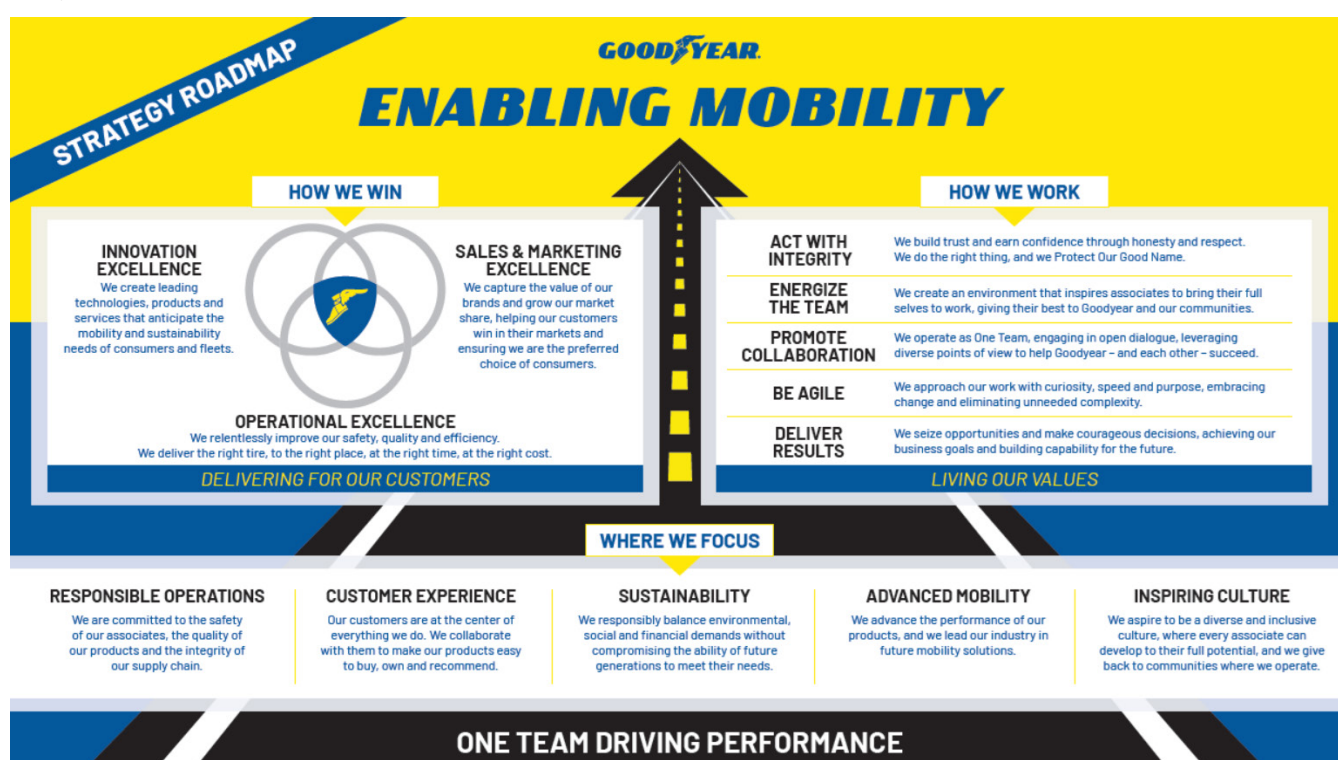 STRATEGY ROADMAP
GOODYEAR.
ENABLING MOBILITY
HOW WE WIN
INNOVATION
EXCELLENCE
We create leading
technologies, products and
services that anticipate the
mobility and sustainability
needs of consumers and fleets.
SALES & MARKETING
EXCELLENCE
We capture the value of our
brands and grow our market
share, helping our customers
win in their markets and
ensuring we are the preferred
choice of consumers.
OPERATIONAL EXCELLENCE
We relentlessly improve our safety, quality and efficiency.
We deliver the right tire, to the right place, at the right time, at the right cost.
DELIVERING FOR OUR CUSTOMERS
HOW WE WORK
ACT WITH
INTEGRITY
We build trust and earn confidence through honesty and respect.
We do the right thing, and we Protect Our Good Name.
ENERGIZE
THE TEAM
We create an environment that inspires associates to bring their full
selves to work, giving their best to Goodyear and our communities.
PROMOTE
COLLABORATION
We operate as One Team, engaging in open dialogue, leveraging
diverse points of view to help Goodyear – and each other – succeed.
BE AGILE
We approach our work with curiosity, speed and purpose, embracing
change and eliminating unneeded complexity.
DELIVER
RESULTS
We seize opportunities and make courageous decisions, achieving our
business goals and building capability for the future.
LIVING OUR VALUES
WHERE WE FOCUS
RESPONSIBLE OPERATIONS
We are committed to the safety
of our associates, the quality of
our products and the integrity of
our supply chain.
CUSTOMER EXPERIENCE
Our customers are at the center of
everything we do. We collaborate
with them to make our products easy
to buy, own and recommend.
SUSTAINABILITY
We responsibly balance environmental,
social and financial demands without
compromising the ability of future
generations to meet their needs.
ADVANCED MOBILITY
We advance the performance of our
products, and we lead our industry in
future mobility solutions.
INSPIRING CULTURE
We aspire to be a diverse and inclusive
culture, where every associate can
develop to their full potential, and we give
back to communities where we operate.
ONE TEAM DRIVING PERFORMANCE